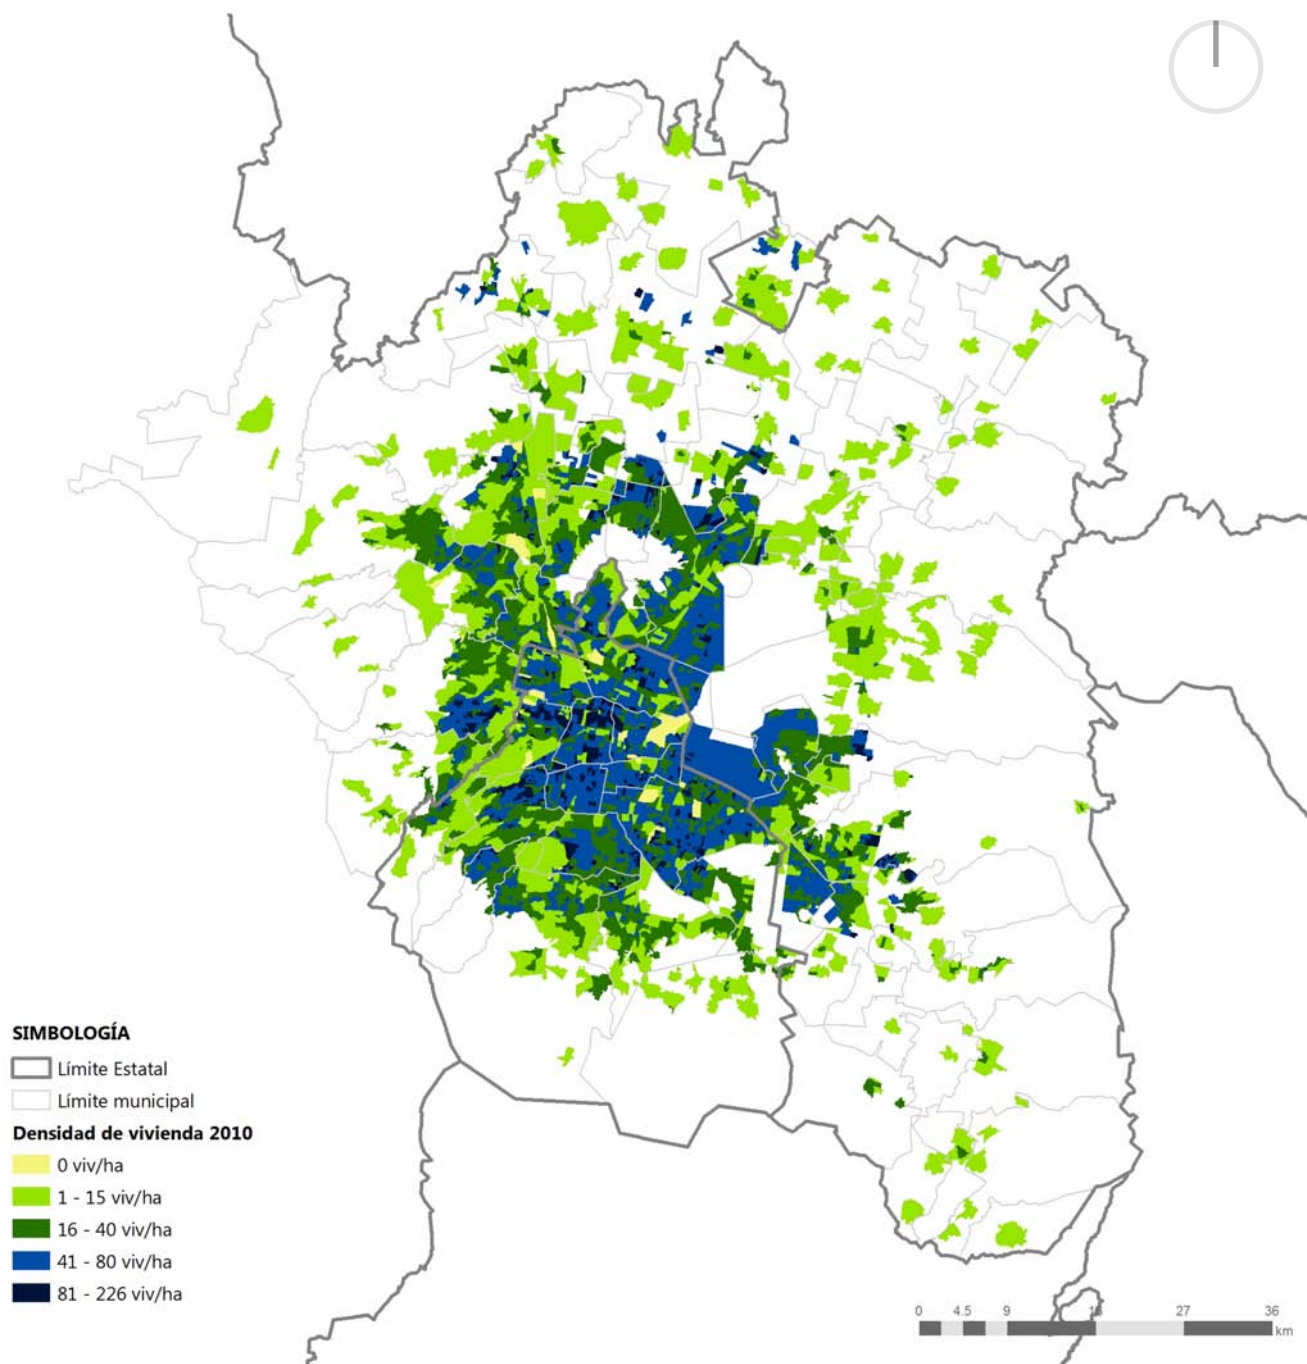 SIMBOLOGÍA
Límite Estatal
Límite municipal
Densidad de vivienda 2010
0 viv/ha
1 - 15 viv/ha
16 - 40 viv/ha
41 - 80 viv/ha
81 - 226 viv/ha
0 4.5 9 18 27 36
km